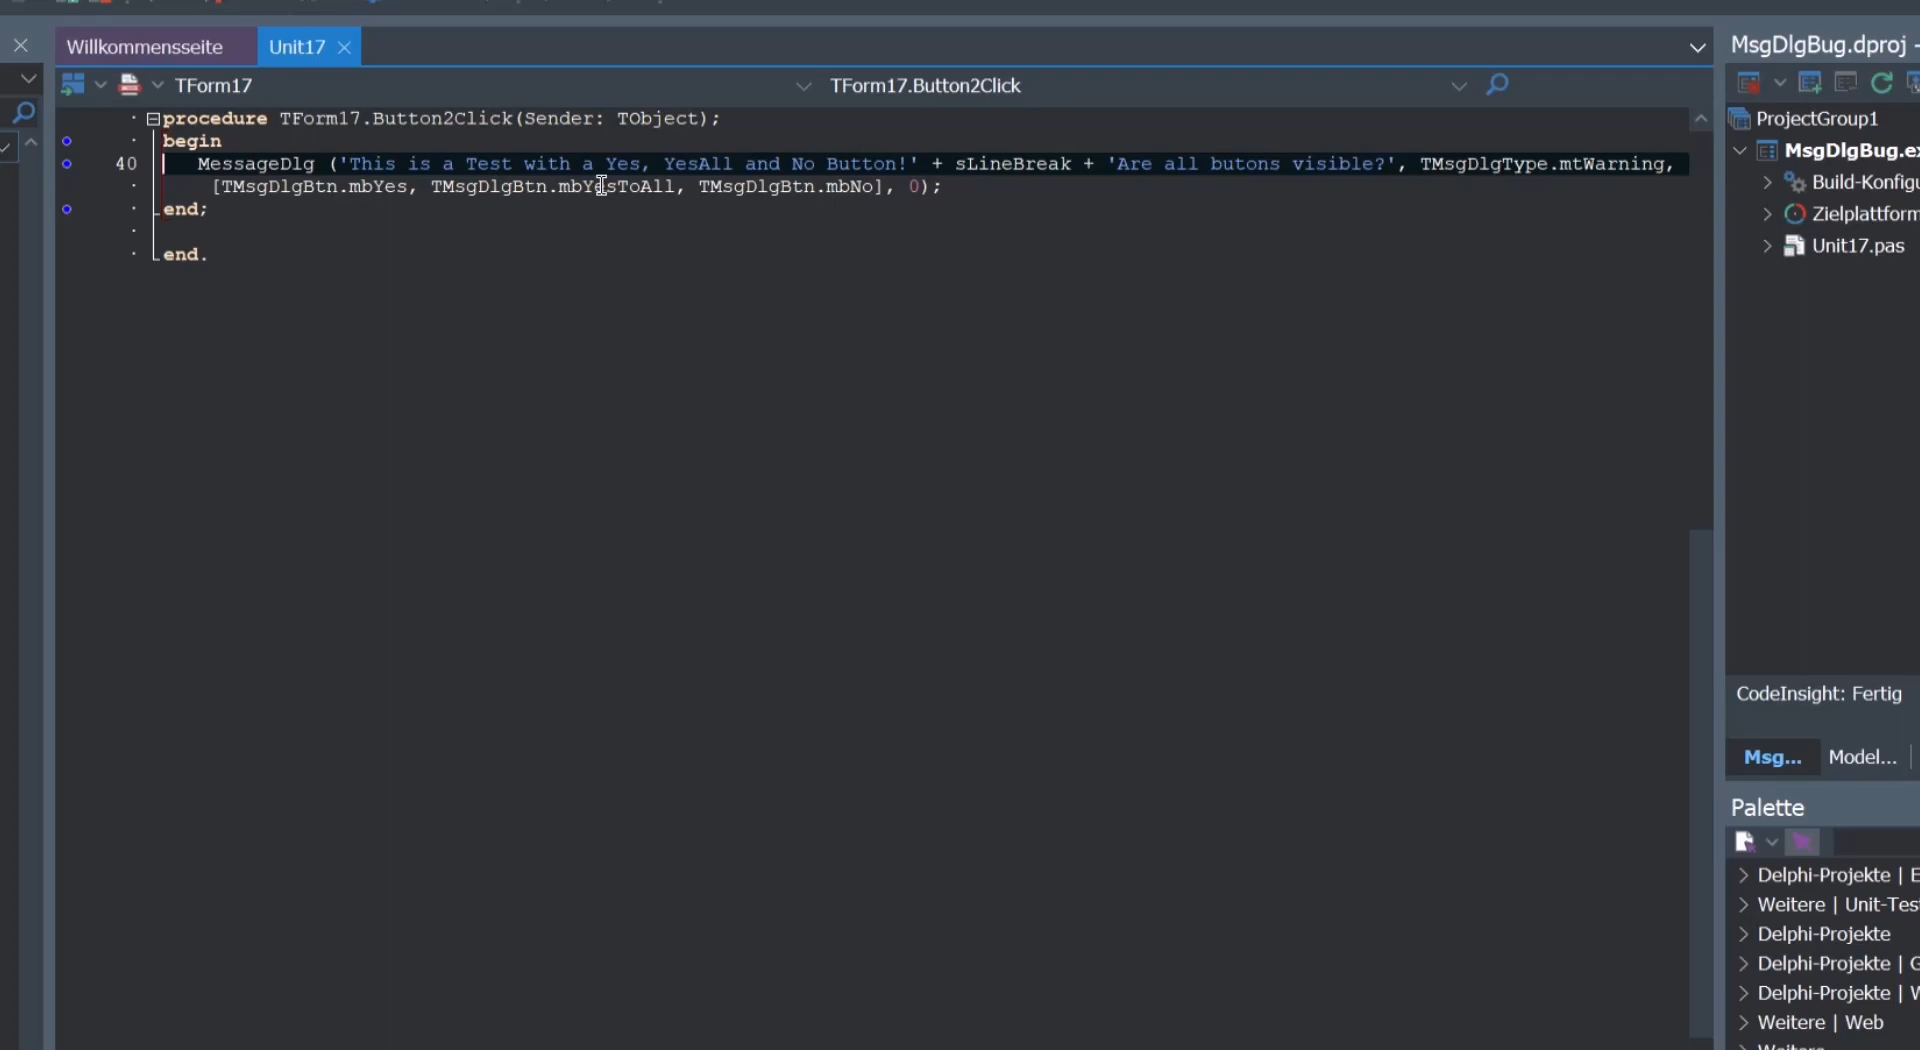 Willkommensseite
Unit17
MsgDlgBug.dproj -
TForm17
TForm17.Button2Click
procedure TForm17.Button2Click(Sender: TObject);
begin
40 MessageDlg ('This is a Test with a Yes, YesAll and No Button!' + sLineBreak + 'Are all butons visible?', TMsgDlgType.mtWarning,
[TMsgDlgBtn.mbYes, TMsgDlgBtn.mbYesToAll, TMsgDlgBtn.mbNo], 0);
end;
end.
ProjectGroup1
MsgDlgBug.ex
Build-Konfigu
Zielplattform
Unit17.pas
CodeInsight: Fertig
Msg...
Model...
Palette
Delphi-Projekte | E
Weitere | Unit-Test
Delphi-Projekte
Delphi-Projekte | G
Delphi-Projekte | W
Weitere | Web